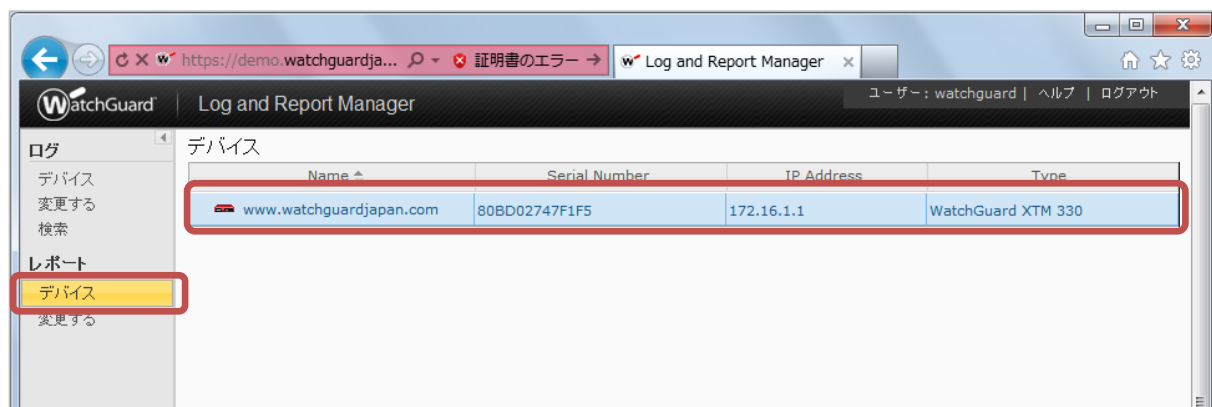 https://demo.watchguardja... 証明書のエラー Log and Report Manager
WatchGuard Log and Report Manager ユーザー: watchguard | ヘルプ | ログアウト
ログ
デバイス
変更する
検索
レポート
デバイス
変更する
デバイス
Name Serial Number IP Address Type
www.watchguardjapan.com 80BD02747F1F5 172.16.1.1 WatchGuard XTM 330